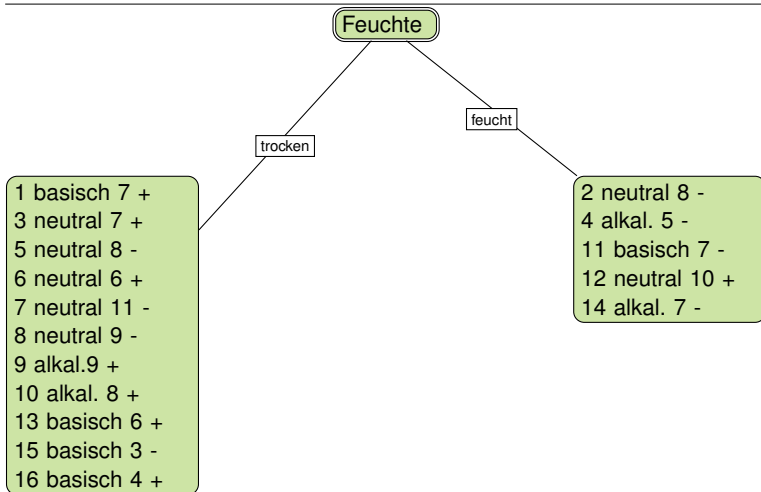 Feuchte
trocken
feucht
1 basisch 7 +
3 neutral 7 +
5 neutral 8 -
6 neutral 6 +
7 neutral 11 -
8 neutral 9 -
9 alkal.9 +
10 alkal. 8 +
13 basisch 6 +
15 basisch 3 -
16 basisch 4 +
2 neutral 8 -
4 alkal. 5 -
11 basisch 7 -
12 neutral 10 +
14 alkal. 7 -